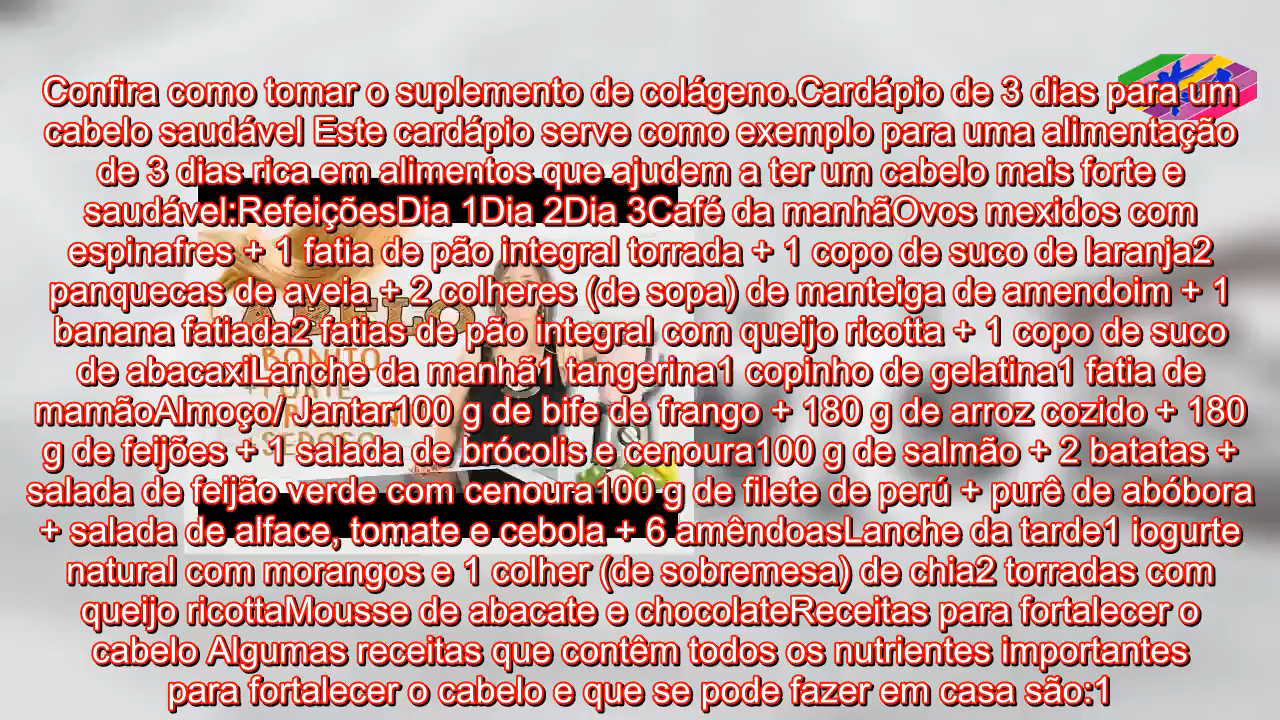 Confira como tomar o suplemento de colágeno.Cardápio de 3 dias para um
cabelo saudável Este cardápio serve como exemplo para uma alimentação
de 3 dias rica em alimentos que ajudem a ter um cabelo mais forte e
saudável:RefeiçõesDia 1Dia 2Dia 3Café da manhãOvos mexidos com
espinafres + 1 fatia de pão integral torrada + 1 copo de suco de laranja2
panquecas de aveia + 2 colheres (de sopa) de manteiga de amendoim + 1
banana fatiada2 fatias de pão integral com queijo ricotta + 1 copo de suco
de abacaxiLanche da manhã1 tangerina1 copinho de gelatina1 fatia de
mamãoAlmoço/ Jantar100 g de bife de frango + 180 g de arroz cozido + 180
g de feijões + 1 salada de brócolis e cenoura100 g de salmão + 2 batatas +
salada de feijão verde com cenoura100 g de filete de perú + purê de abóbora
+ salada de alface, tomate e cebola + 6 amêndoasLanche da tarde1 iogurte
natural com morangos e 1 colher (de sobremesa) de chia2 torradas com
queijo ricottaMousse de abacate e chocolateReceitas para fortalecer o
cabelo Algumas receitas que contêm todos os nutrientes importantes
para fortalecer o cabelo e que se pode fazer em casa são:1
CABELO
BONITO
+ FORTE
SEDOSO